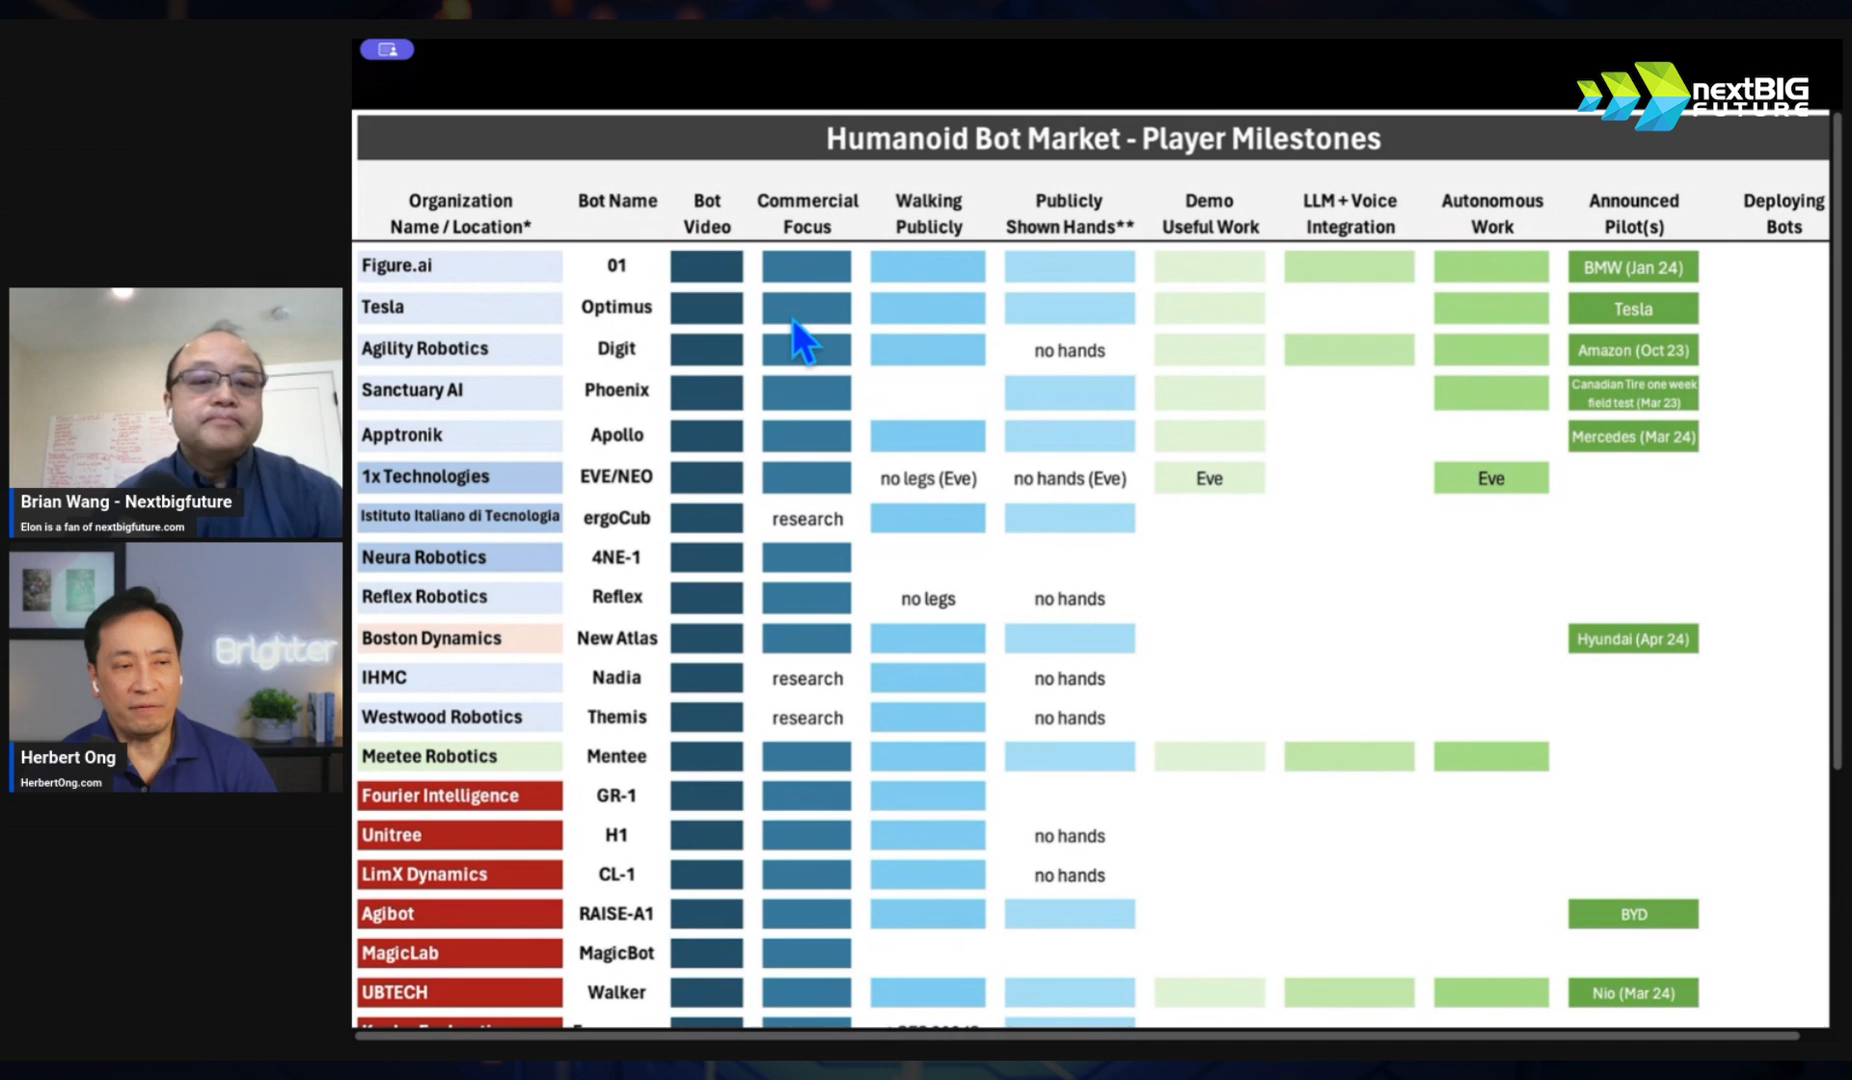 nextBIG
FUTURE
Humanoid Bot Market - Player Milestones
Organization Name / Location* Bot Name Bot Video Commercial Focus Walking Publicly Publicly Shown Hands** Demo Useful Work LLM + Voice Integration Autonomous Work Announced Pilot(s) Deploying Bots
Figure.ai 01 BMW (Jan 24)
Tesla Optimus Tesla
Agility Robotics Digit no hands Amazon (Oct 23)
Sanctuary AI Phoenix Canadian Tire one week field test (Mar 23)
Apptronik Apollo Mercedes (Mar 24)
1x Technologies EVE/NEO no legs (Eve) no hands (Eve) Eve Eve
Istituto Italiano di Tecnologia ergoCub research
Neura Robotics 4NE-1
Reflex Robotics Reflex no legs no hands
Boston Dynamics New Atlas Hyundai (Apr 24)
IHMC Nadia research no hands
Westwood Robotics Themis research no hands
Meetee Robotics Mentee
Fourier Intelligence GR-1
Unitree H1 no hands
LimX Dynamics CL-1 no hands
Agibot RAISE-A1 BYD
MagicLab MagicBot
UBTECH Walker Nio (Mar 24)
Brian Wang - Nextbigfuture
Elon is a fan of nextbigfuture.com
Brighter
Herbert Ong
HerbertOng.com